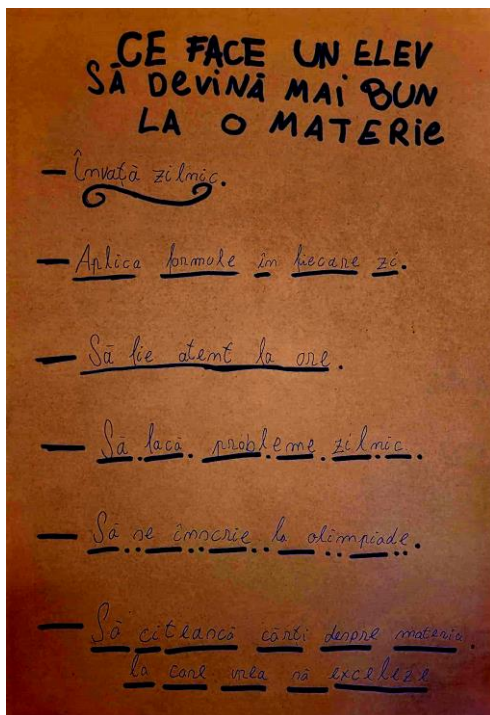 CE FACE UN ELEV
SĂ DEVINĂ MAI BUN
LA O MATERIE
— Învață zilnic.
— Aplica formule în fiecare zi.
— Să fie atent la ore.
— Să facă probleme zilnic.
— Să se înscrie la olimpiade.
— Să citeancă cărți despre materia
la care vrea să exceleze